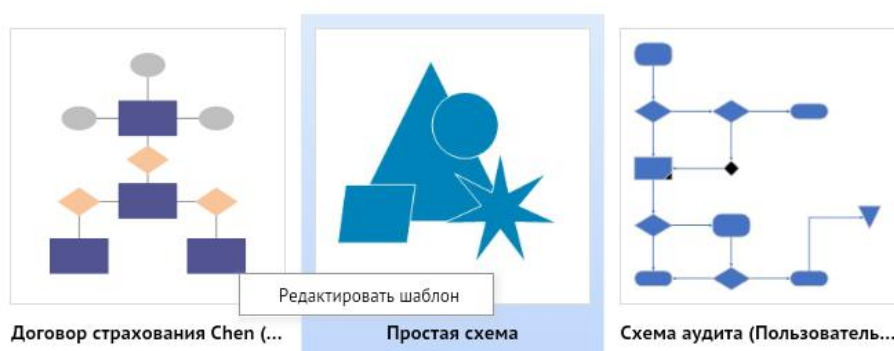 Редактировать шаблон
Договор страхования Chen (...
Простая схема
Схема аудита (Пользователь...